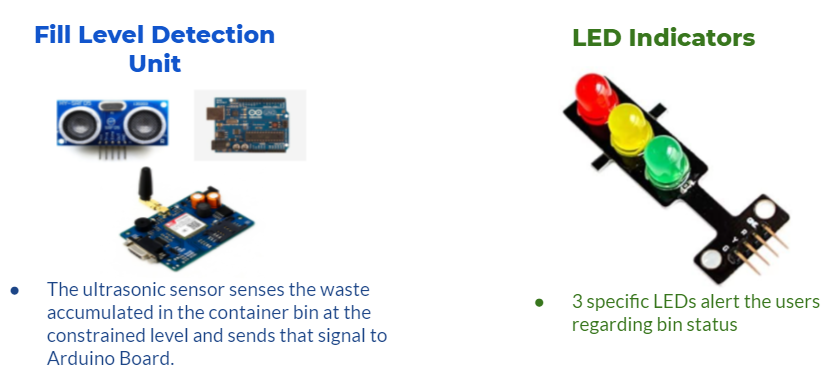 Fill Level Detection
Unit
LED Indicators
● The ultrasonic sensor senses the waste
accumulated in the container bin at the
constrained level and sends that signal to
Arduino Board.
● 3 specific LEDs alert the users
regarding bin status